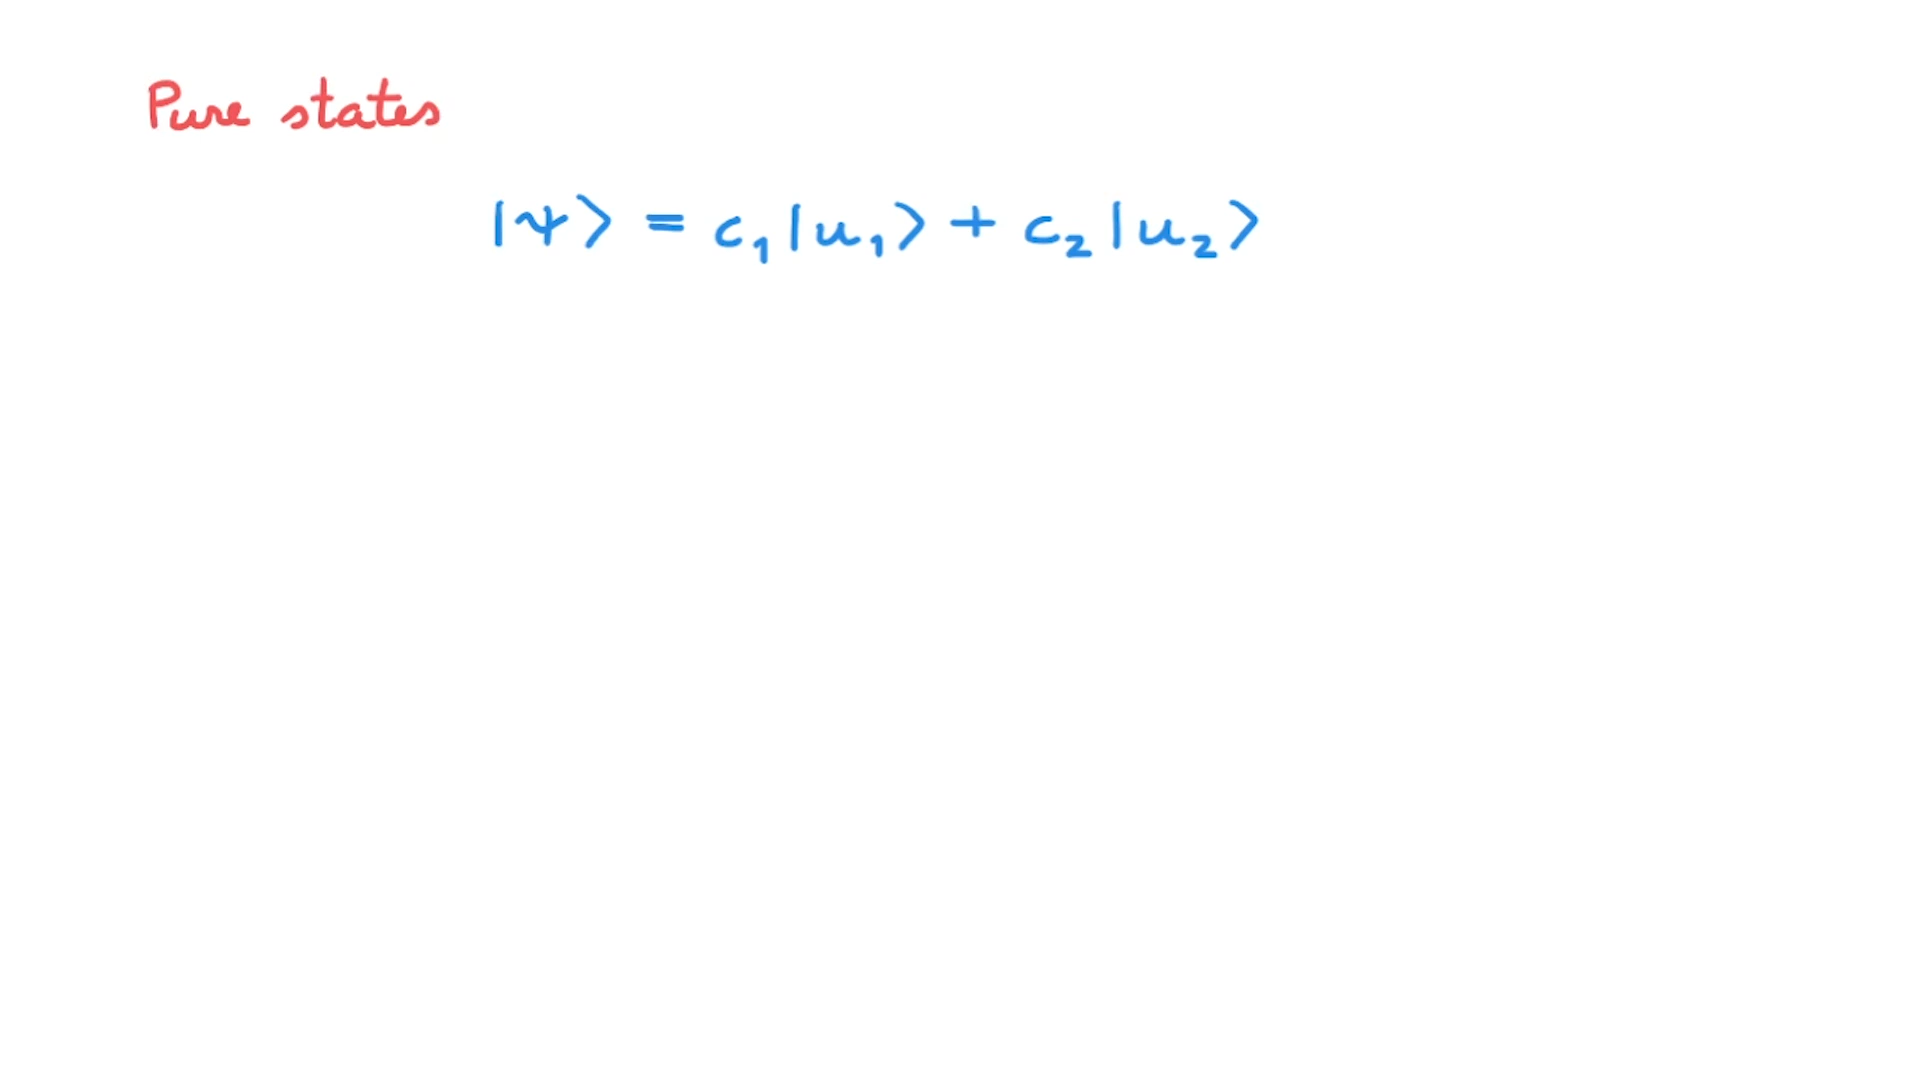 Pure states
|ψ⟩ = c₁|u₁⟩ + c₂|u₂⟩